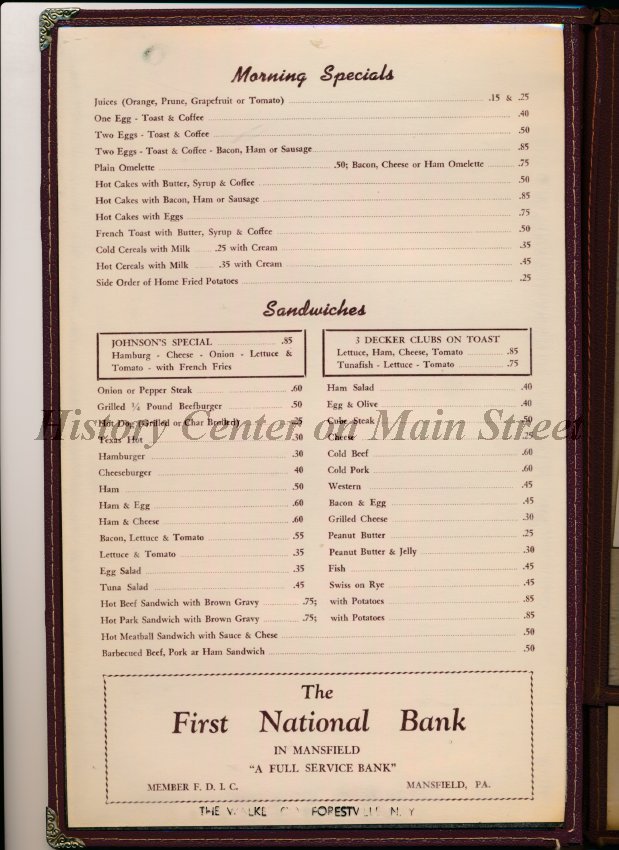 Morning Specials
Juices (Orange, Prune, Grapefruit or Tomato) .15 & .25
One Egg - Toast & Coffee .40
Two Eggs - Toast & Coffee .50
Two Eggs - Toast & Coffee - Bacon, Ham or Sausage .85
Plain Omelette .50; Bacon, Cheese or Ham Omelette .75
Hot Cakes with Butter, Syrup & Coffee .50
Hot Cakes with Bacon, Ham or Sausage .85
Hot Cakes with Eggs .75
French Toast with Butter, Syrup & Coffee .50
Cold Cereals with Milk .25 with Cream .35
Hot Cereals with Milk .35 with Cream .45
Side Order of Home Fried Potatoes .25
Sandwiches
JOHNSON'S SPECIAL .85
Hamburg - Cheese - Onion - Lettuce &
Tomato - with French Fries
3 DECKER CLUBS ON TOAST
Lettuce, Ham, Cheese, Tomato .85
Tunafish - Lettuce - Tomato .75
Onion or Pepper Steak .60
Grilled ¼ Pound Beefburger .50
Hot Dog (Grilled or Char Broiled) .25
Texas Hot .30
Hamburger .30
Cheeseburger 40
Ham .50
Ham & Egg .60
Ham & Cheese .60
Bacon, Lettuce & Tomato .55
Lettuce & Tomato .35
Egg Salad .35
Tuna Salad .45
Ham Salad .40
Egg & Olive .40
Cube Steak .50
Cheese .25
Cold Beef .60
Cold Pork .60
Western .45
Bacon & Egg .45
Grilled Cheese .30
Peanut Butter .25
Peanut Butter & Jelly .30
Fish .45
Swiss on Rye .45
Hot Beef Sandwich with Brown Gravy .75; with Potatoes .85
Hot Park Sandwich with Brown Gravy .75; with Potatoes .85
Hot Meatball Sandwich with Sauce & Chese .50
Barbecued Beef, Pork ar Ham Sandwich .50
History Center on Main Street
The
First National Bank
IN MANSFIELD
"A FULL SERVICE BANK"
MEMBER F. D. I. C. MANSFIELD, PA.
THE